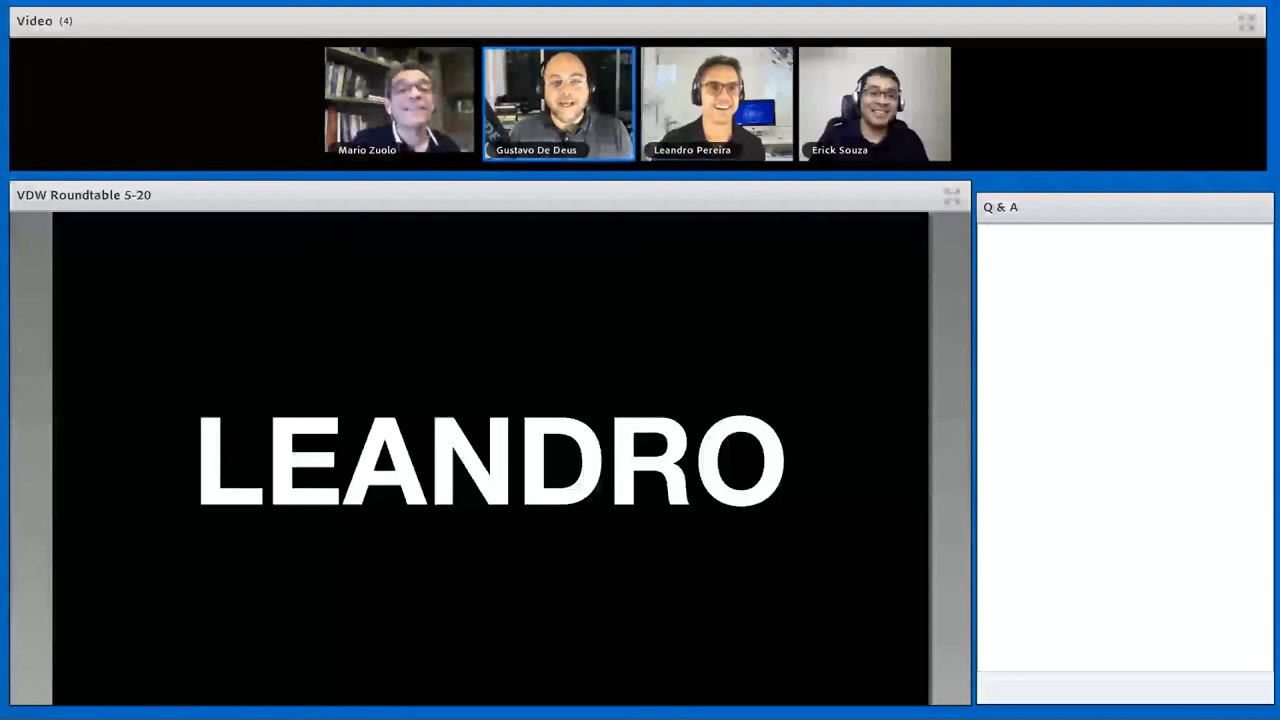 Video (4)
Mario Zuolo
Gustavo De Deus
Leandro Pereira
Erick Souza
VDW Roundtable 5-20
Q & A
LEANDRO